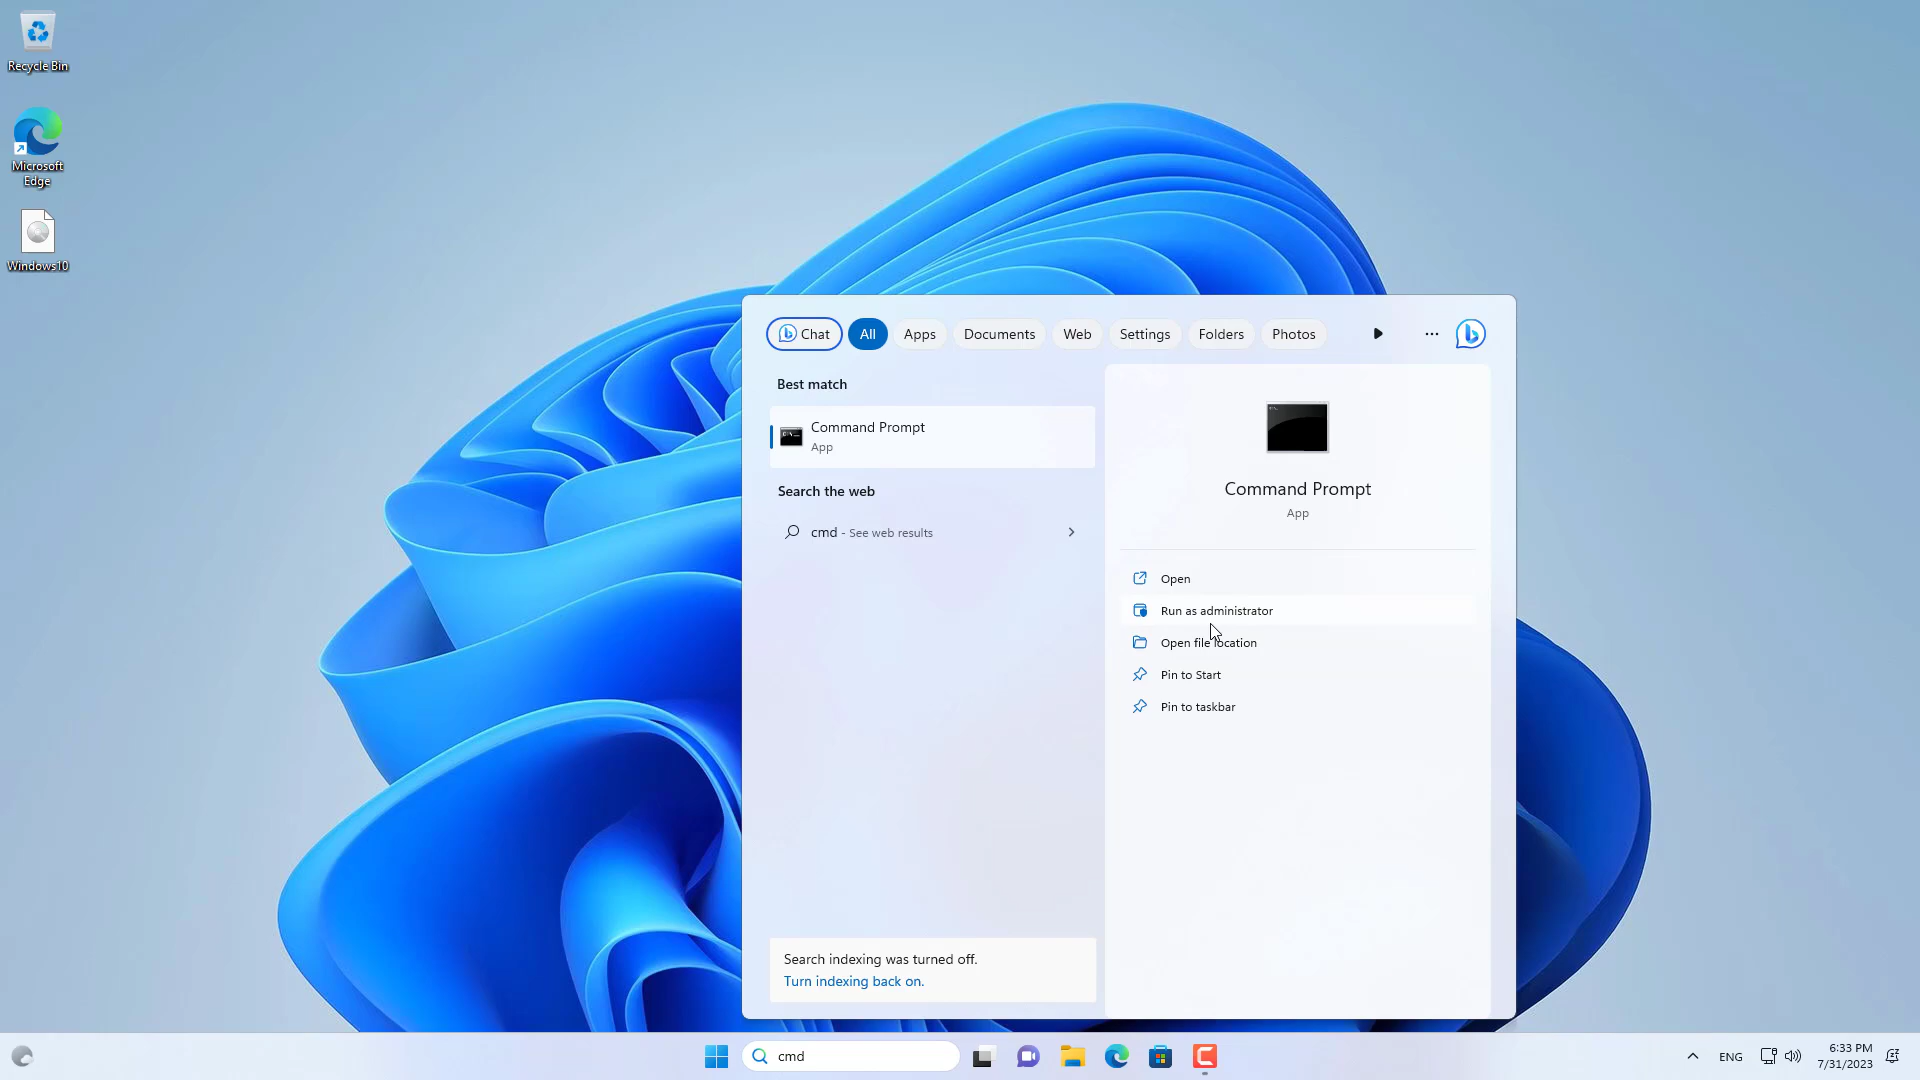 Recycle Bin
Microsoft
Edge
Windows10
Chat
All
Apps
Documents
Web
Settings
Folders
Photos
Best match
Command Prompt
App
Search the web
cmd - See web results
Command Prompt
App
Open
Run as administrator
Open file location
Pin to Start
Pin to taskbar
Search indexing was turned off.
Turn indexing back on.
cmd
ENG
6:33 PM
7/31/2023